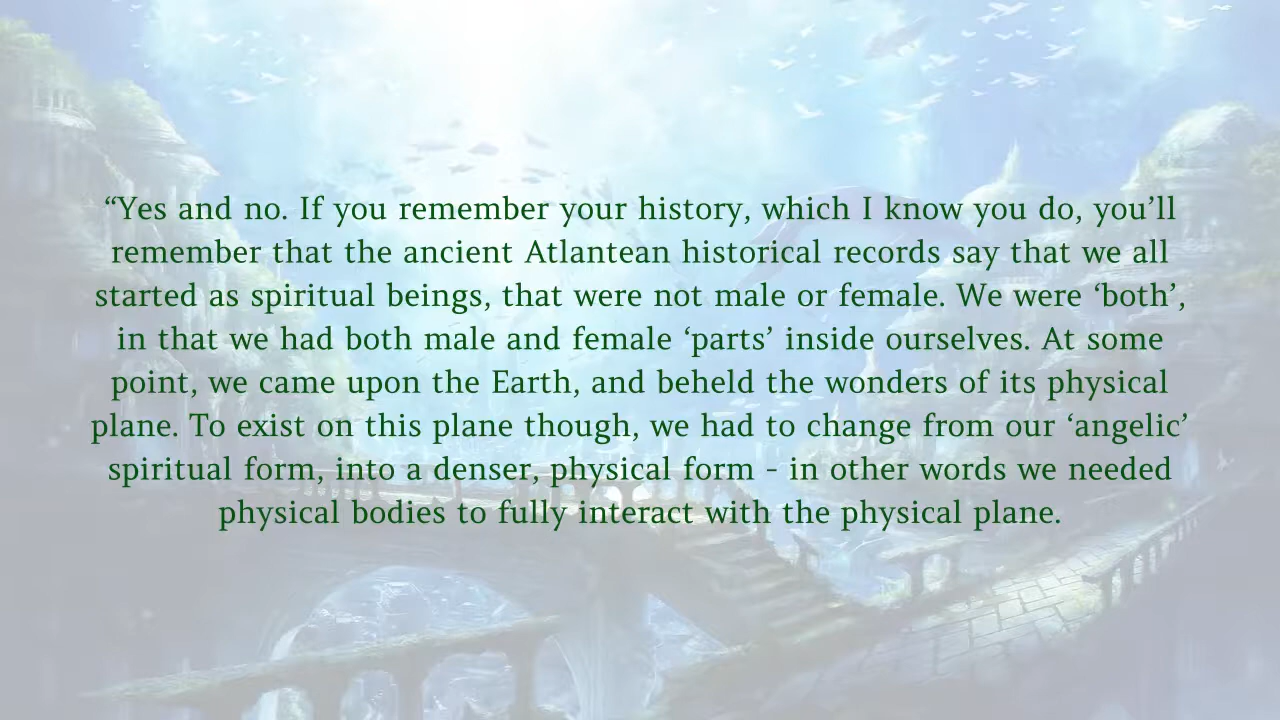 “Yes and no. If you remember your history, which I know you do, you’ll
remember that the ancient Atlantean historical records say that we all
started as spiritual beings, that were not male or female. We were ‘both’,
in that we had both male and female ‘parts’ inside ourselves. At some
point, we came upon the Earth, and beheld the wonders of its physical
plane. To exist on this plane though, we had to change from our ‘angelic’
spiritual form, into a denser, physical form - in other words we needed
physical bodies to fully interact with the physical plane.